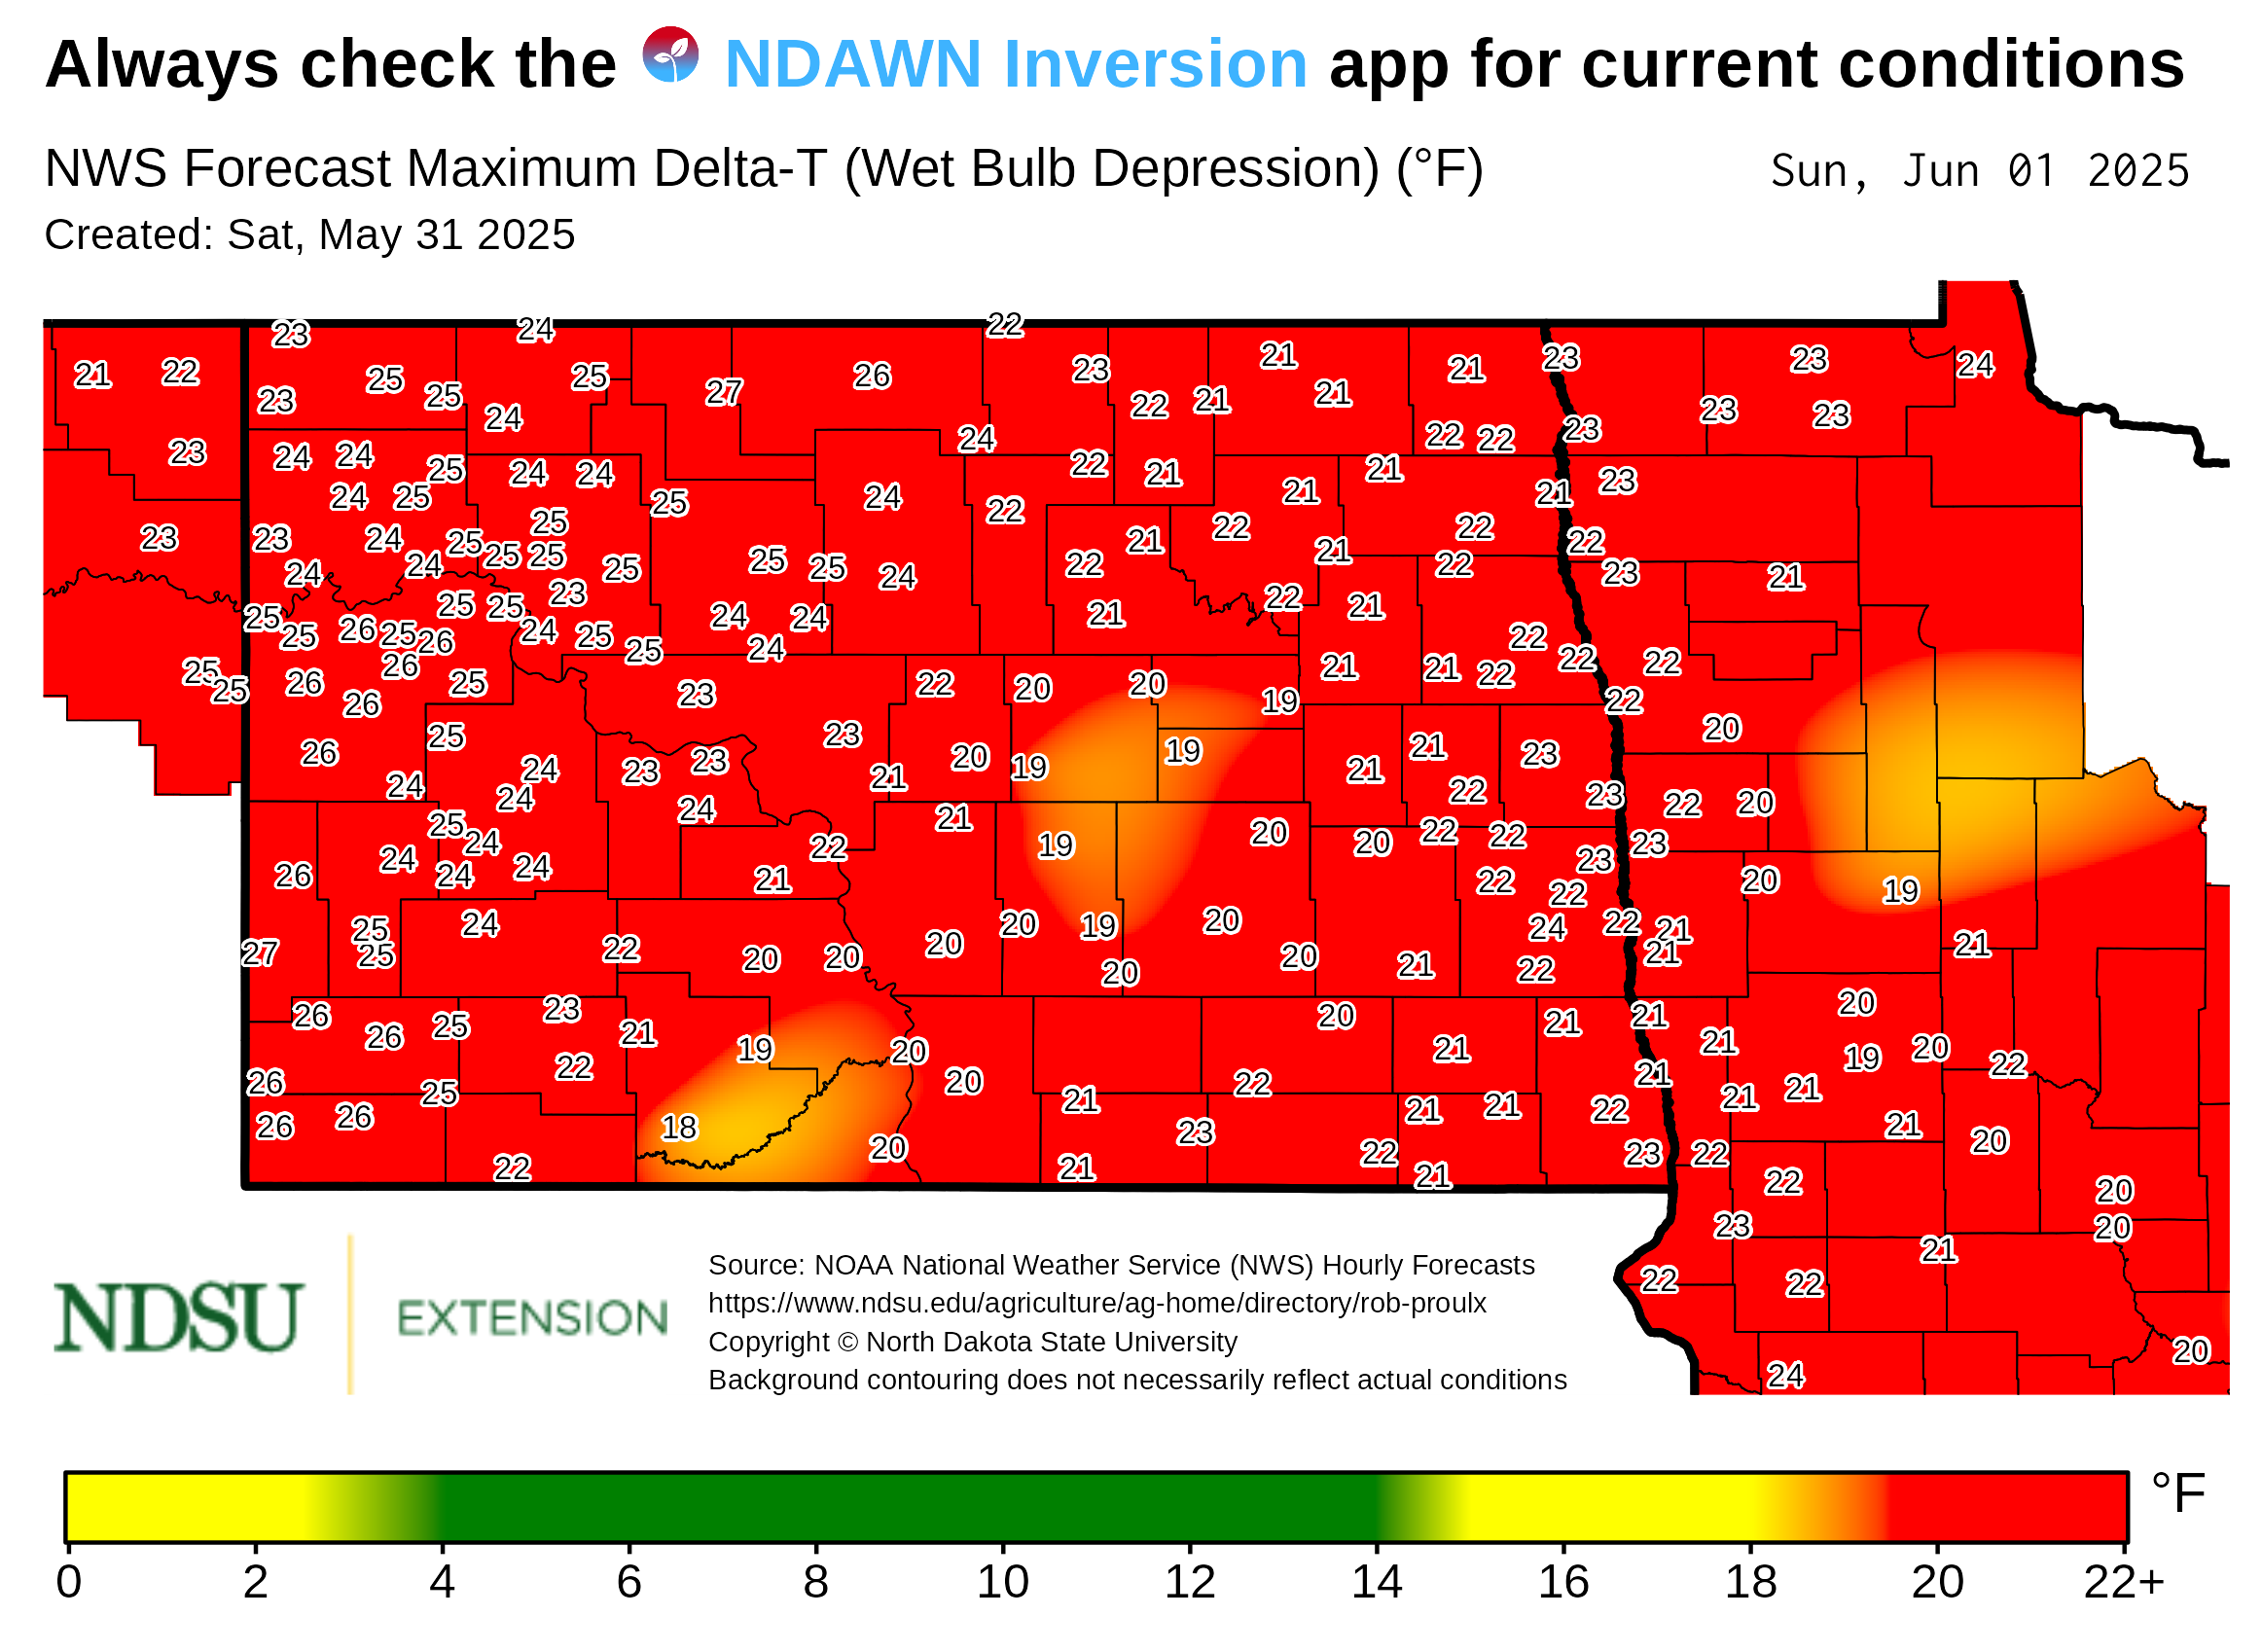 Always check the NDAWN Inversion app for current conditions
NWS Forecast Maximum Delta-T (Wet Bulb Depression) (°F) Sun, Jun 01 2025
Created: Sat, May 31 2025
23 24 22
21 22 25 25 27 26 23 21 21 23 23 24
23 25 24 22 21 21 23 23
23 24 24 25 24 24 24 22 21 22 22 23
24 25 25 24 22 21 21 21 23
23 23 24 25 25 25 25 21 22 22 22
24 24 25 25 25 24 22 21 22 23 21
25 25 25 23 24 24 21 22 21
25 26 25 26 24 25 25 24 22 22
25 25 26 26 25 23 22 20 20 21 21 22 22
26 25 23 19 22 20
26 24 23 23 20 19 19 21 21 23
24 24 24 21 21 22 23 22 20
25 24 24 22 19 20 20 22 22 23
26 24 24 24 21 22 23 20 19
25 24 20 19 20 22 24 22 21
27 25 22 20 20 20 20 20 21 22 21 21
26 26 25 23 21 20 21 21 20
26 22 19 20 20 22 21 21 21 19 20 22
26 26 25 18 20 21 23 21 21 22 21 21 21
22 21 22 21 23 22 22 20
23 20 20
22 22 21
24 20
NDSU EXTENSION
Source: NOAA National Weather Service (NWS) Hourly Forecasts
https://www.ndsu.edu/agriculture/ag-home/directory/rob-proulx
Copyright © North Dakota State University
Background contouring does not necessarily reflect actual conditions
°F
0 2 4 6 8 10 12 14 16 18 20 22+